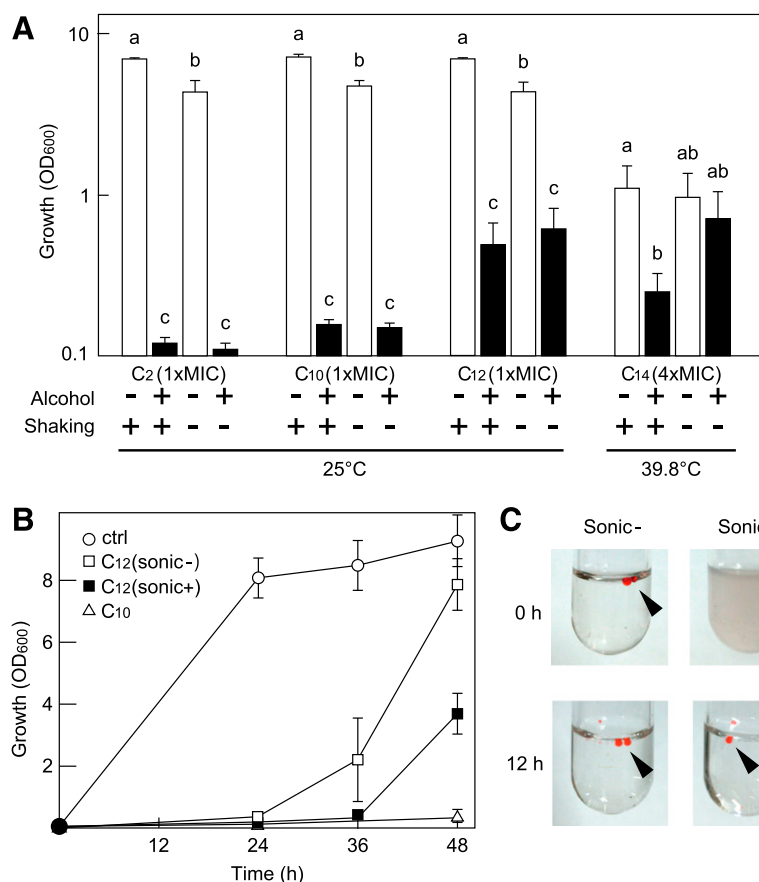 A
10
a
b
a
b
a
b
a
ab
ab
b
c
c
c
c
c
c
1
0.1
Growth (OD600)
C2(1xMIC) C10(1xMIC) C12(1xMIC) C14(4xMIC)
Alcohol - + - + - + - + - + - + - + - +
Shaking + + - - + + - - + + - - + + - -
25°C 39.8°C
B
ctrl
C12(sonic-)
C12(sonic+)
C10
8
6
4
2
Growth (OD600)
12 24 36 48
Time (h)
C
Sonic- Sonic
0 h
12 h